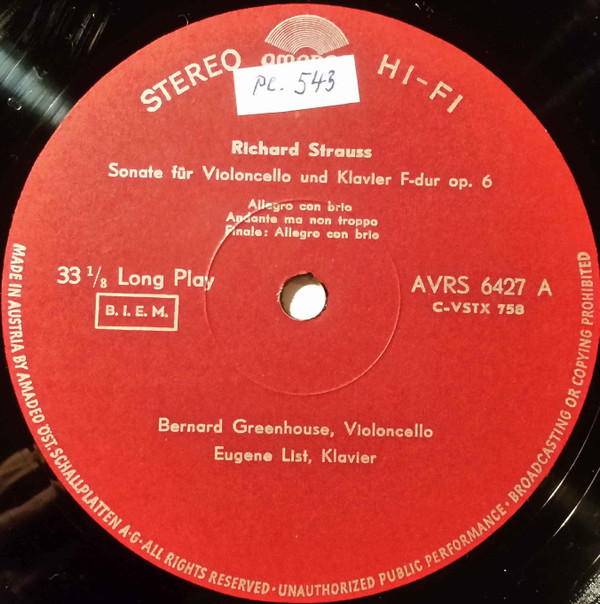 STEREO HI-FI
pl. 543
Richard Strauss
Sonate für Violoncello und Klavier F-dur op. 6
Allegro con brio
Andante ma non troppo
Finale: Allegro con brio
33 1/8 Long Play
B. I. E. M.
AVRS 6427 A
C-VSTX 758
Bernard Greenhouse, Violoncello
Eugene List, Klavier
MADE IN AUSTRIA BY AMADEO ÖST. SCHALLPLATTEN A·G·ALL RIGHTS RESERVED · UNAUTHORIZED PUBLIC PERFORMANCE · BROADCASTING OR COPYING PROHIBITED